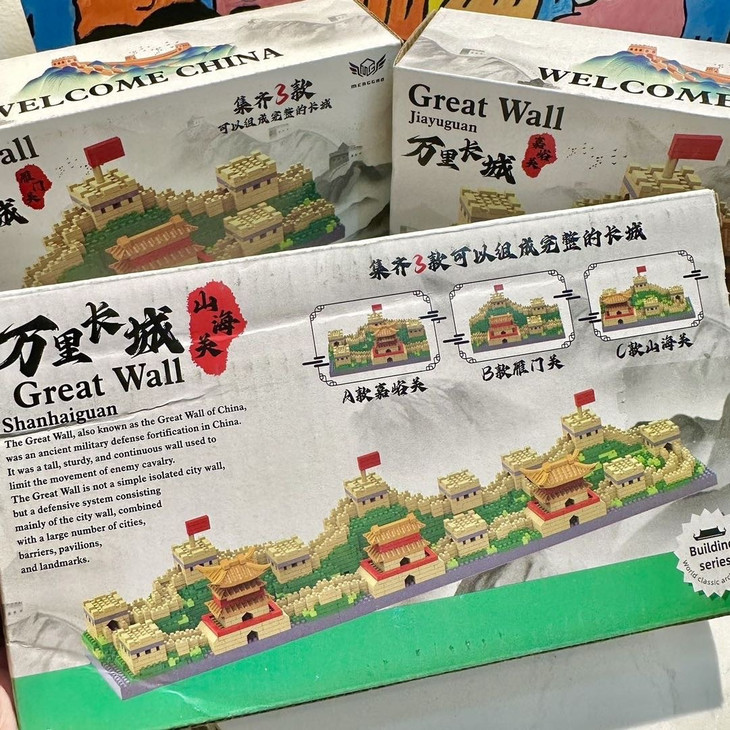 WELCOME CHINA
集齐3款
可以组成完整的长城
雁门关
WELCOME
Great Wall
Jiayuguan
万里长城
嘉峪关
集齐3款可以组成完整的长城
万里长城
山海关
Great Wall
Shanhaiguan
The Great Wall, also known as the Great Wall of China,
was an ancient military defense fortification in China.
It was a tall, sturdy, and continuous wall used to
limit the movement of enemy cavalry.
The Great Wall is not a simple isolated city wall,
but a defensive system consisting
mainly of the city wall, combined
with a large number of cities,
barriers, pavilions,
and landmarks.
A款嘉峪关
B款雁门关
C款山海关
Building
series
World classic